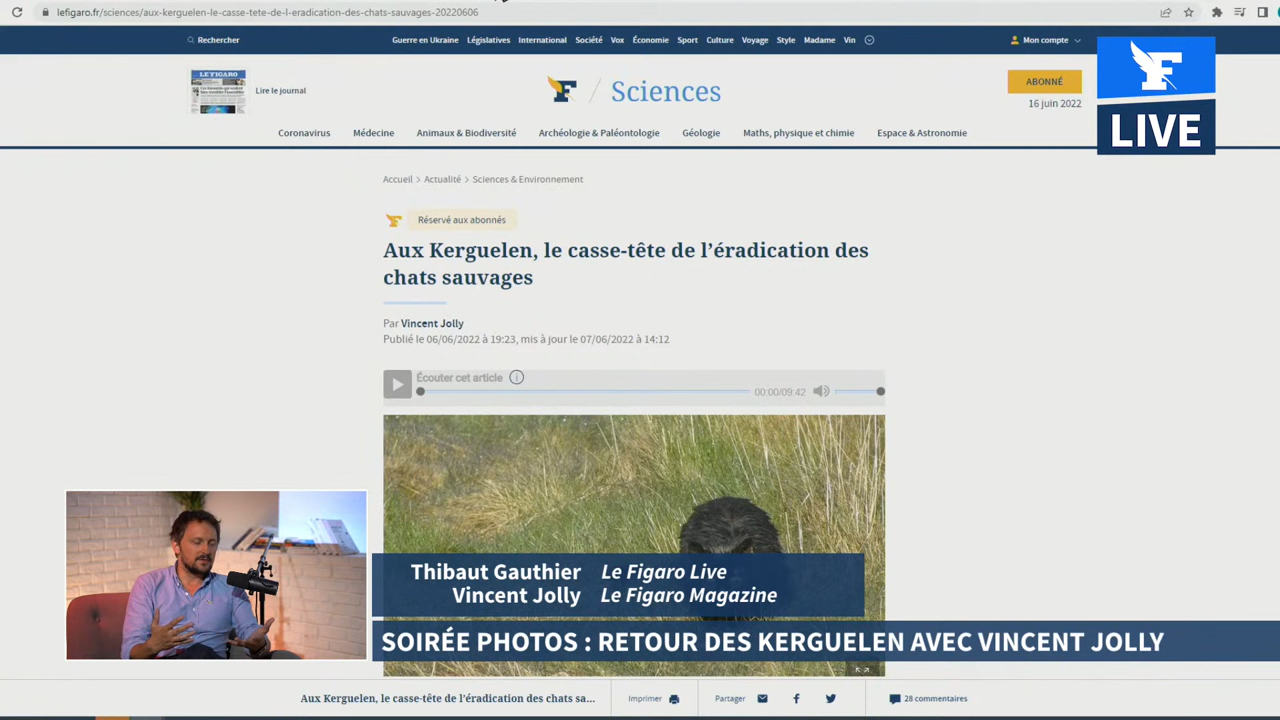 lefigaro.fr/sciences/aux-kerguelen-le-casse-tete-de-l-eradication-des-chats-sauvages-20220606
Rechercher
Guerre en Ukraine Législatives International Société Vox Économie Sport Culture Voyage Style Madame Vin
Mon compte
LE FIGARO
Lire le journal
Sciences
ABONNÉ
16 juin 2022
F
LIVE
Coronavirus Médecine Animaux & Biodiversité Archéologie & Paléontologie Géologie Maths, physique et chimie Espace & Astronomie
Accueil > Actualité > Sciences & Environnement
Réservé aux abonnés
Aux Kerguelen, le casse-tête de l’éradication des
chats sauvages
Par Vincent Jolly
Publié le 06/06/2022 à 19:23, mis à jour le 07/06/2022 à 14:12
Écouter cet article
00:00/09:42
Thibaut Gauthier Le Figaro Live
Vincent Jolly Le Figaro Magazine
SOIRÉE PHOTOS : RETOUR DES KERGUELEN AVEC VINCENT JOLLY
Aux Kerguelen, le casse-tête de l’éradication des chats sa...
Imprimer
Partager
28 commentaires